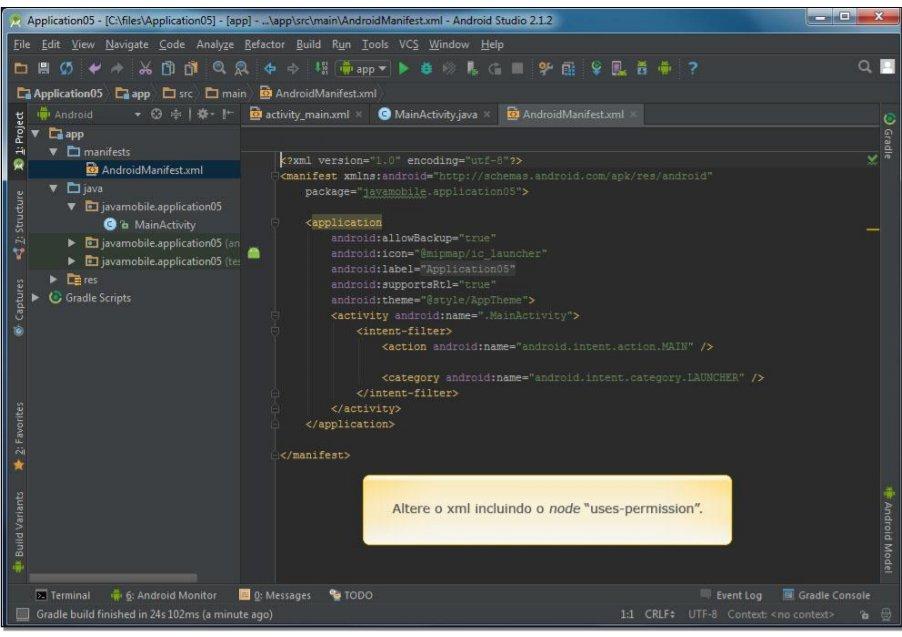 Application05 - [C:\files\Application05] - [app] - ...\app\src\main\AndroidManifest.xml - Android Studio 2.1.2
File Edit View Navigate Code Analyze Refactor Build Run Tools VCS Window Help
app
Application05 app src main AndroidManifest.xml
Android
activity_main.xml MainActivity.java AndroidManifest.xml
1: Project
Z: Structure
Captures
2: Favorites
Build Variants
app
manifests
AndroidManifest.xml
java
javamobile.application05
MainActivity
javamobile.application05 (an
javamobile.application05 (tes
res
Gradle Scripts
<?xml version="1.0" encoding="utf-8"?>
<manifest xmlns:android="http://schemas.android.com/apk/res/android"
package="javamobile.application05">
<application
android:allowBackup="true"
android:icon="@mipmap/ic_launcher"
android:label="Application05"
android:supportsRtl="true"
android:theme="@style/AppTheme">
<activity android:name=".MainActivity">
<intent-filter>
<action android:name="android.intent.action.MAIN" />
<category android:name="android.intent.category.LAUNCHER" />
</intent-filter>
</activity>
</application>
</manifest>
Altere o xml incluindo o node "uses-permission".
Gradle
Android Model
Terminal 6: Android Monitor 0: Messages TODO Event Log Gradle Console
Gradle build finished in 24s 102ms (a minute ago) 1:1 CRLF UTF-8 Context: <no context>